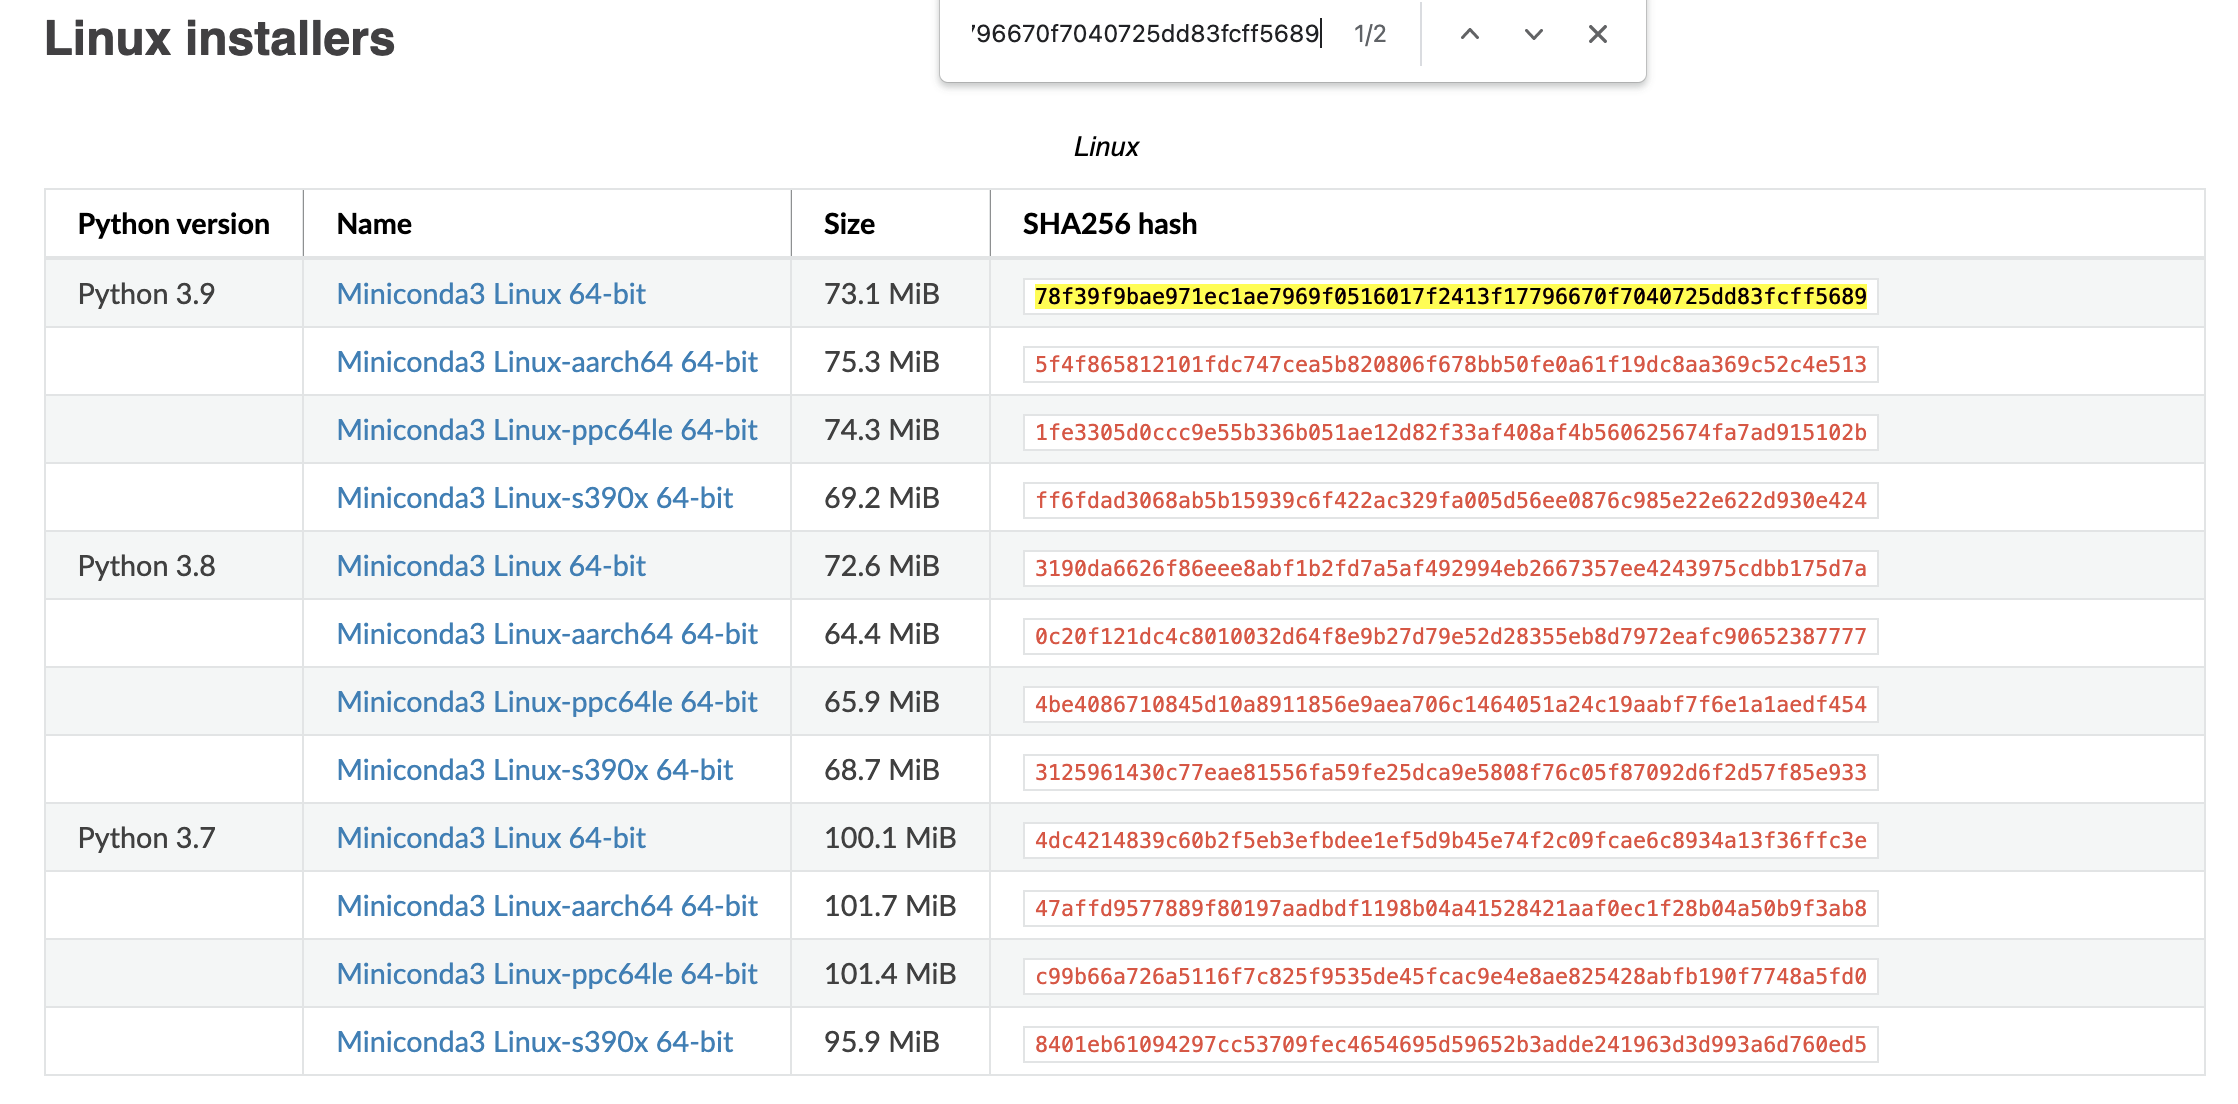 Linux installers
796670f7040725dd83fcff5689 1/2
Linux
Python version Name Size SHA256 hash
Python 3.9 Miniconda3 Linux 64-bit 73.1 MiB 78f39f9bae971ec1ae7969f0516017f2413f17796670f7040725dd83fcff5689
Miniconda3 Linux-aarch64 64-bit 75.3 MiB 5f4f865812101fdc747cea5b820806f678bb50fe0a61f19dc8aa369c52c4e513
Miniconda3 Linux-ppc64le 64-bit 74.3 MiB 1fe3305d0ccc9e55b336b051ae12d82f33af408af4b560625674fa7ad915102b
Miniconda3 Linux-s390x 64-bit 69.2 MiB ff6fdad3068ab5b15939c6f422ac329fa005d56ee0876c985e22e622d930e424
Python 3.8 Miniconda3 Linux 64-bit 72.6 MiB 3190da6626f86eee8abf1b2fd7a5af492994eb2667357ee4243975cdbb175d7a
Miniconda3 Linux-aarch64 64-bit 64.4 MiB 0c20f121dc4c8010032d64f8e9b27d79e52d28355eb8d7972eafc90652387777
Miniconda3 Linux-ppc64le 64-bit 65.9 MiB 4be4086710845d10a8911856e9aea706c1464051a24c19aabf7f6e1a1aedf454
Miniconda3 Linux-s390x 64-bit 68.7 MiB 3125961430c77eae81556fa59fe25dca9e5808f76c05f87092d6f2d57f85e933
Python 3.7 Miniconda3 Linux 64-bit 100.1 MiB 4dc4214839c60b2f5eb3efbdee1ef5d9b45e74f2c09fcae6c8934a13f36ffc3e
Miniconda3 Linux-aarch64 64-bit 101.7 MiB 47affd9577889f80197aadbdf1198b04a41528421aaf0ec1f28b04a50b9f3ab8
Miniconda3 Linux-ppc64le 64-bit 101.4 MiB c99b66a726a5116f7c825f9535de45fcac9e4e8ae825428abfb190f7748a5fd0
Miniconda3 Linux-s390x 64-bit 95.9 MiB 8401eb61094297cc53709fec4654695d59652b3adde241963d3d993a6d760ed5